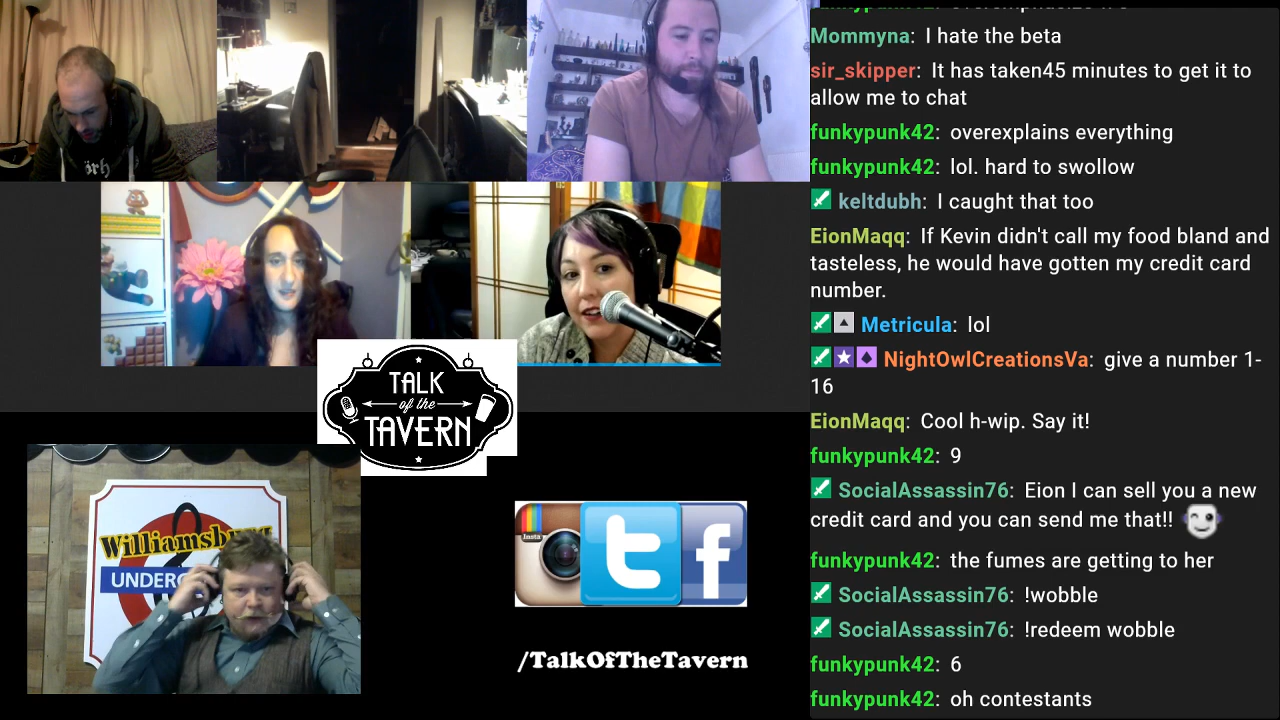 Mommyna: I hate the beta
sir_skipper: It has taken45 minutes to get it to
allow me to chat
funkypunk42: overexplains everything
funkypunk42: lol. hard to swollow
keltdubh: I caught that too
EionMaqq: If Kevin didn't call my food bland and
tasteless, he would have gotten my credit card
number.
Metricula: lol
NightOwlCreationsVa: give a number 1-
16
EionMaqq: Cool h-wip. Say it!
funkypunk42: 9
SocialAssassin76: Eion I can sell you a new
credit card and you can send me that!!
funkypunk42: the fumes are getting to her
SocialAssassin76: !wobble
SocialAssassin76: !redeem wobble
funkypunk42: 6
funkypunk42: oh contestants
TALK
of the
TAVERN
Insta
f
/TalkOfTheTavern